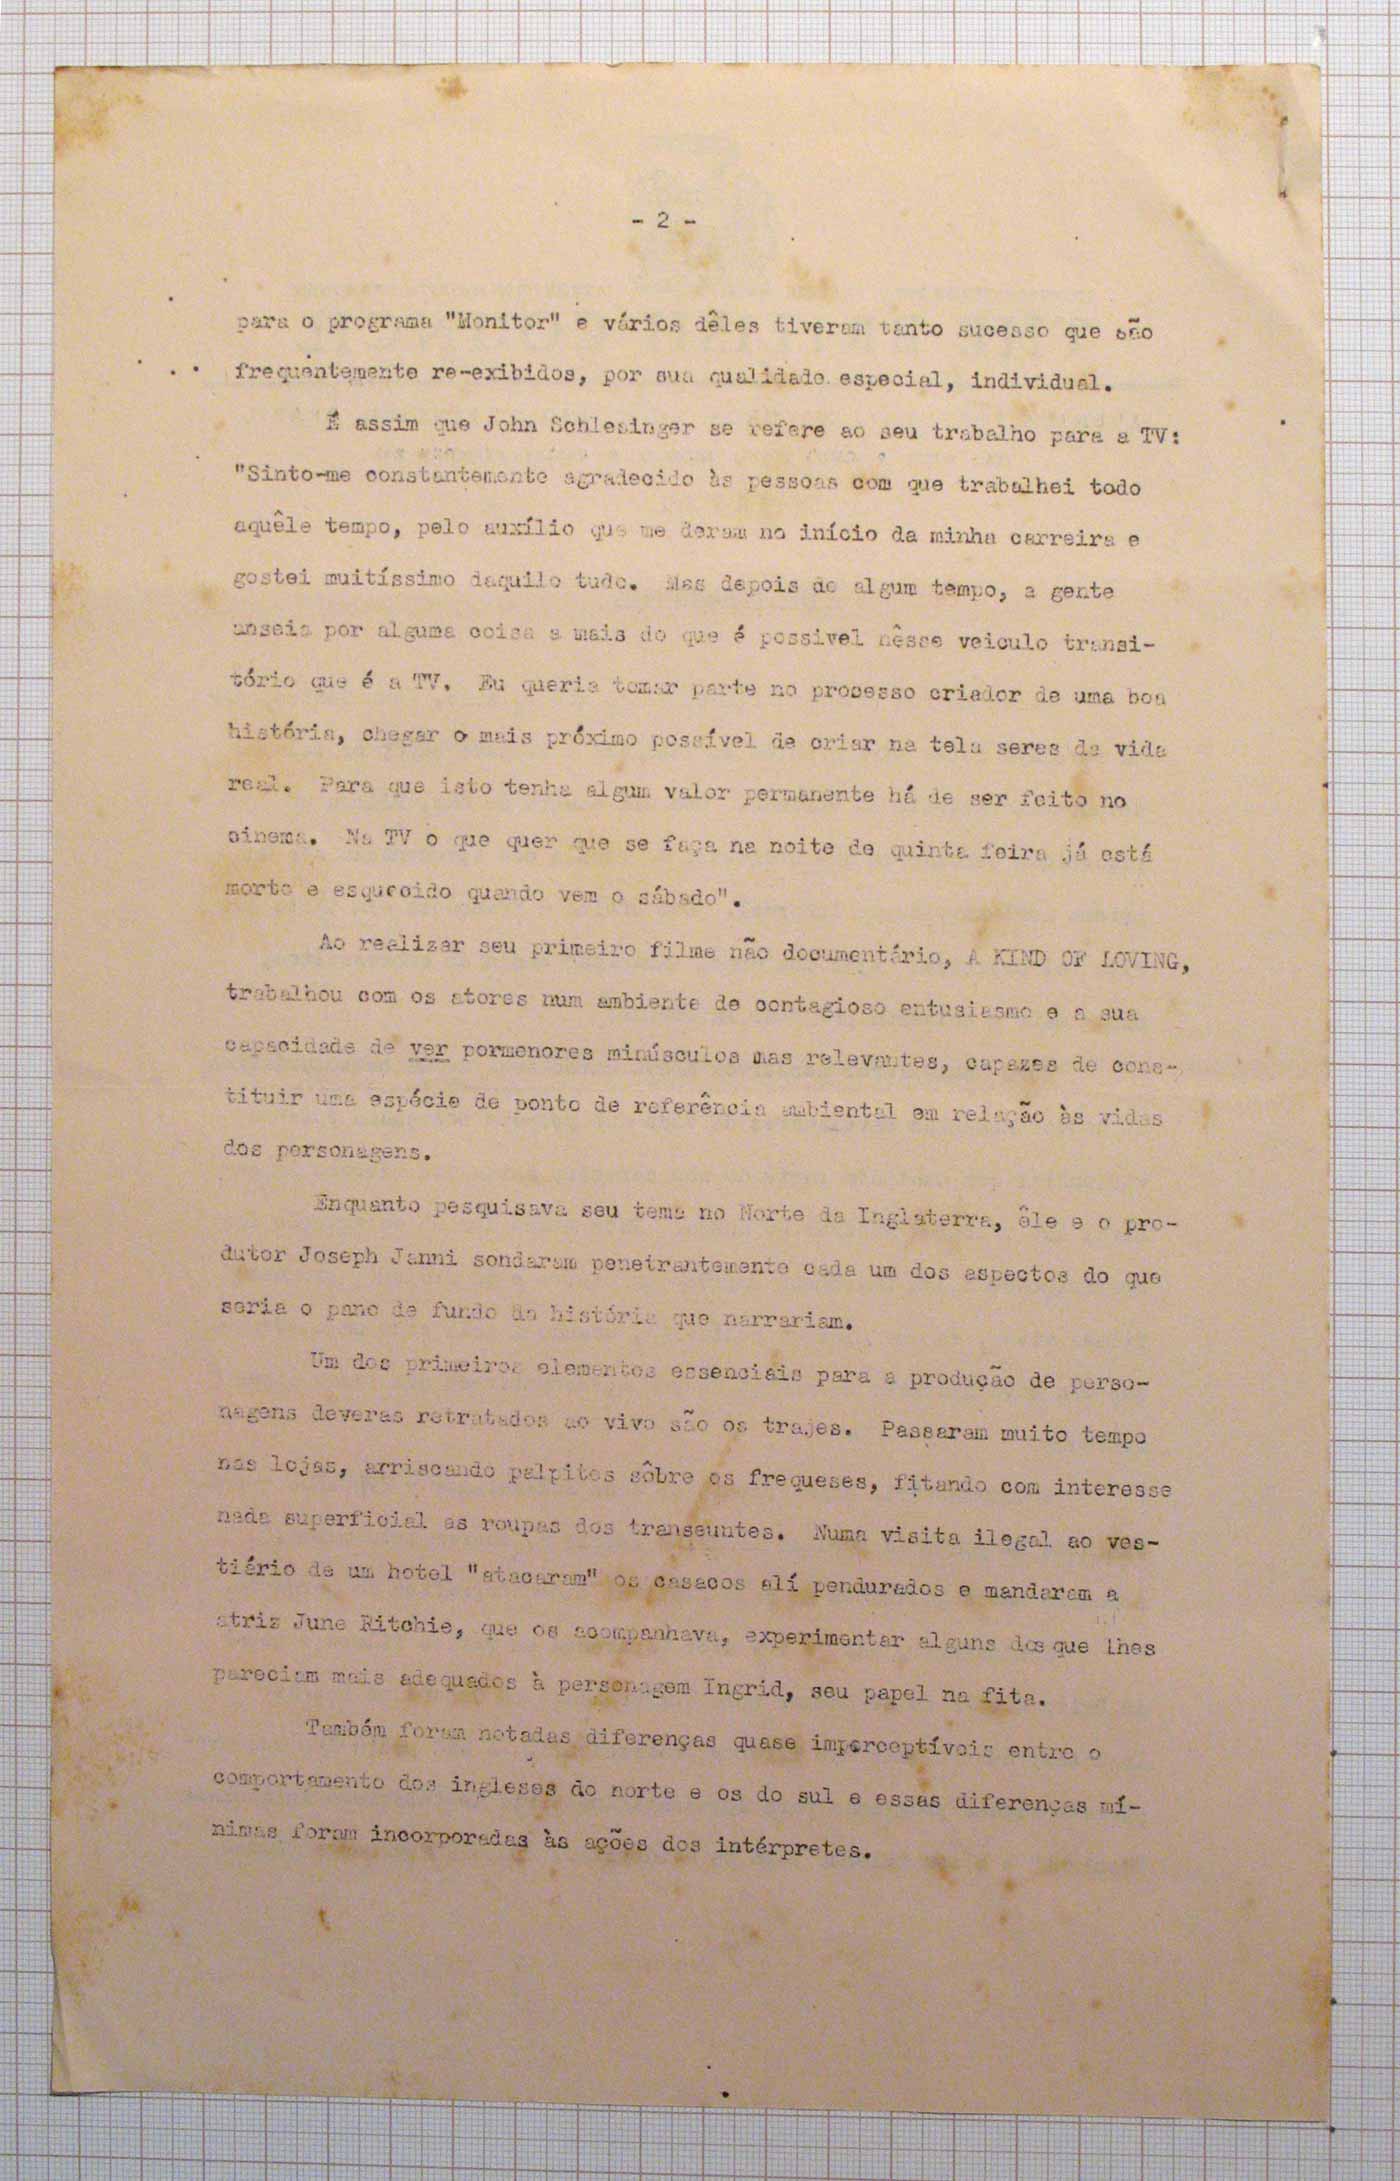 - 2 -
para o programa "Monitor" e vários dêles tiveram tanto sucesso que são
frequentemente re-exibidos, por sua qualidade especial, individual.
É assim que John Schlesinger se refere ao seu trabalho para a TV:
"Sinto-me constantemente agradecido às pessoas com que trabalhei todo
aquêle tempo, pelo auxílio que me deram no início da minha carreira e
gostei muitíssimo daquilo tudo. Mas depois de algum tempo, a gente
anseia por alguma coisa a mais do que é possivel nêsse veiculo transi-
tório que é a TV. Eu queria tomar parte no processo criador de uma boa
história, chegar o mais próximo possível de criar na tela seres da vida
real. Para que isto tenha algum valor permanente há de ser feito no
cinema. Na TV o que quer que se faça na noite de quinta feira já está
morto e esquecido quando vem o sábado".
Ao realizar seu primeiro filme não documentário, A KIND OF LOVING,
trabalhou com os atores num ambiente de contagioso entusiasmo e a sua
capacidade de ver pormenores minúsculos mas relevantes, capazes de cons-
tituir uma espécie de ponto de referência ambiental em relação às vidas
dos personagens.
Enquanto pesquisava seu tema no Norte da Inglaterra, êle e o pro-
dutor Joseph Janni sondaram penetrantemente cada um dos aspectos do que
seria o pano de fundo da história que narrariam.
Um dos primeiros elementos essenciais para a produção de perso-
nagens deveras retratados ao vivo são os trajes. Passaram muito tempo
nas lojas, arriscando palpites sôbre os frequeses, fitando com interesse
nada superficial as roupas dos transeuntes. Numa visita ilegal ao ves-
tiário de um hotel "atacaram" os casacos alí pendurados e mandaram a
atriz June Ritchie, que os acompanhava, experimentar alguns dos que lhes
pareciam mais adequados à personagem Ingrid, seu papel na fita.
Também foram notadas diferenças quase imperceptíveis entre o
comportamento dos ingleses do norte e os do sul e essas diferenças mí-
nimas foram incorporadas às ações dos intérpretes.